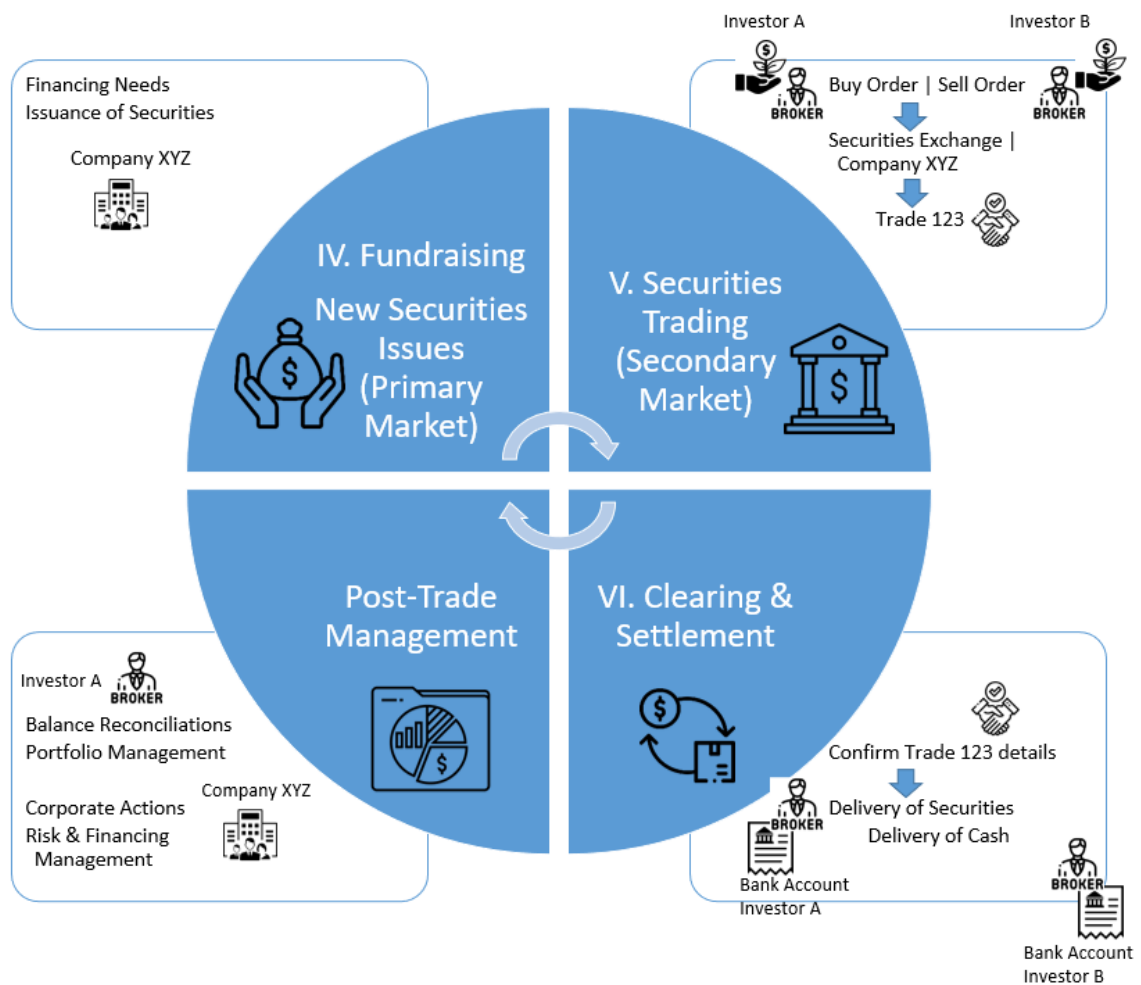 Investor A
Investor B
Financing Needs
Issuance of Securities
Company XYZ
BROKER
Buy Order | Sell Order
BROKER
Securities Exchange |
Company XYZ
Trade 123
IV. Fundraising
New Securities
Issues
(Primary
Market)
$
V. Securities
Trading
(Secondary
Market)
$
Post-Trade
Management
$
VI. Clearing &
Settlement
$
Investor A
BROKER
Balance Reconciliations
Portfolio Management
Company XYZ
Corporate Actions
Risk & Financing
Management
Confirm Trade 123 details
Delivery of Securities
Delivery of Cash
BROKER
Bank Account
Investor A
BROKER
Bank Account
Investor B